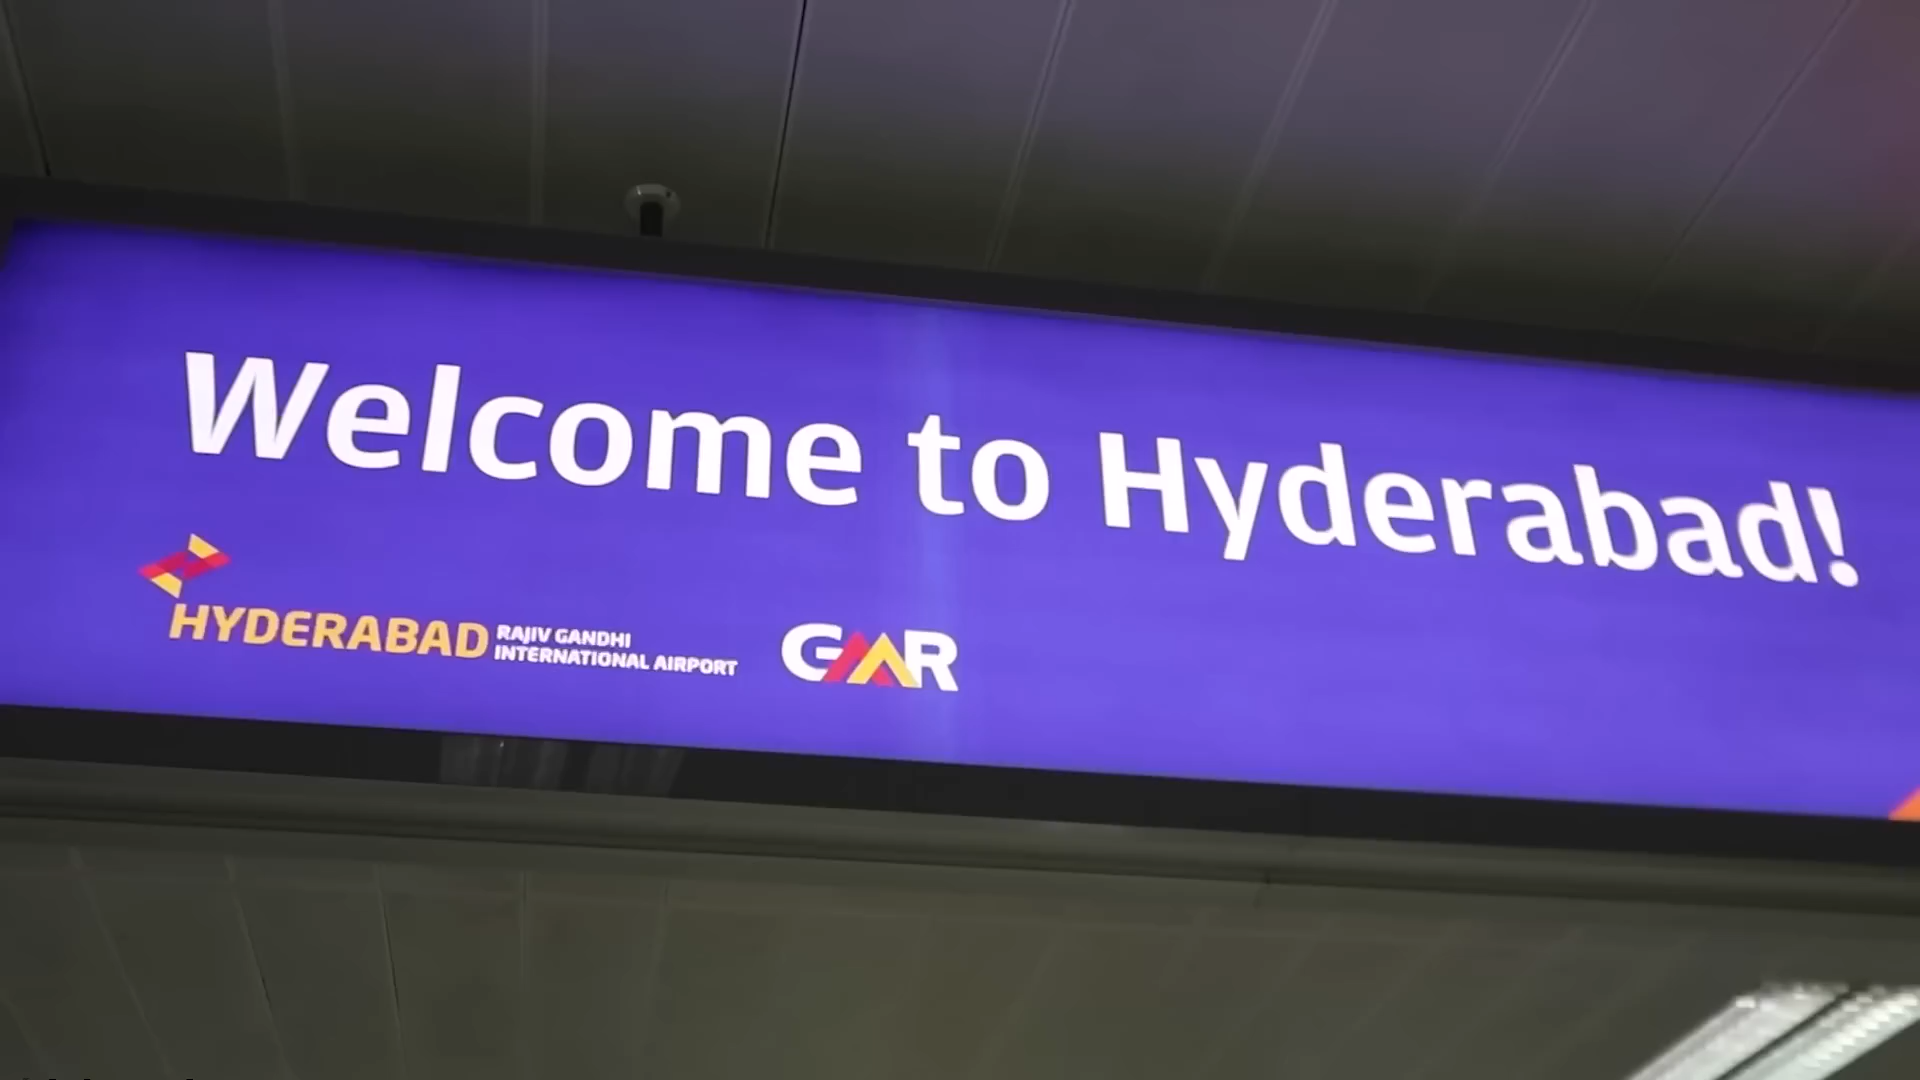 Welcome to Hyderabad!
HYDERABAD
RAJIV GANDHI
INTERNATIONAL AIRPORT
GMR